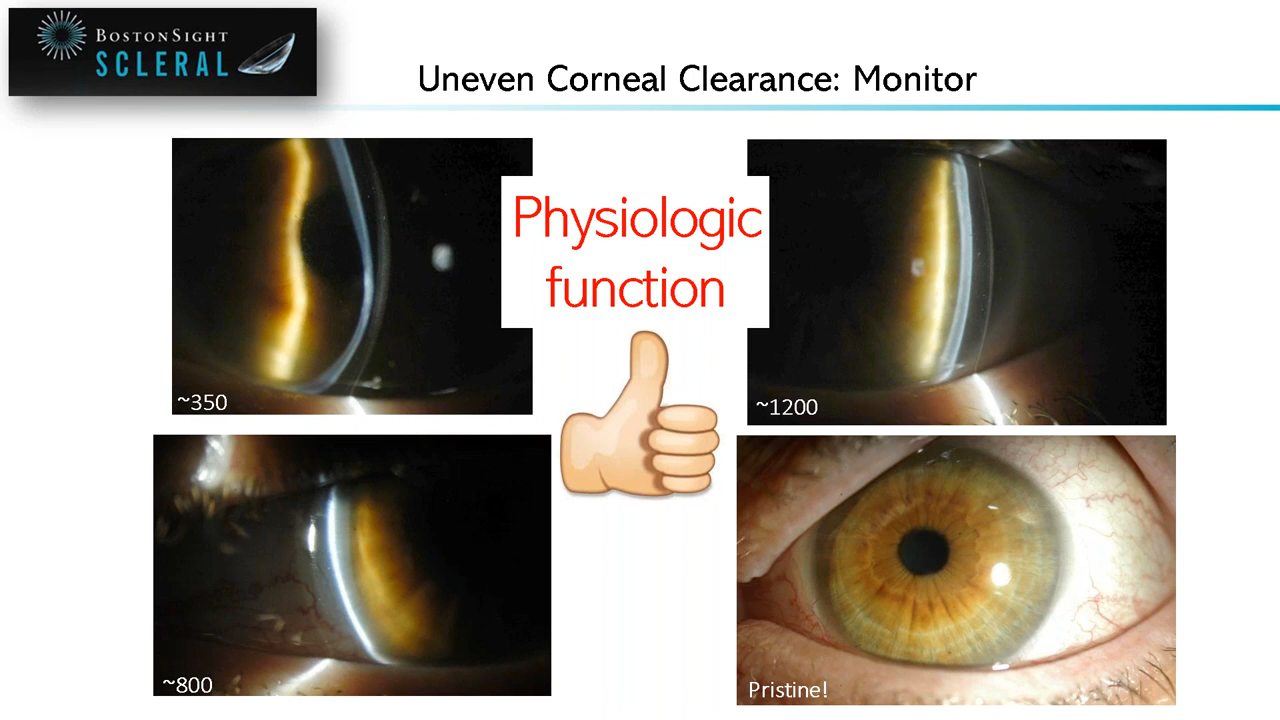 BOSTONSIGHT
SCLERAL
Uneven Corneal Clearance: Monitor
Physiologic
function
~350
~1200
~800
Pristine!